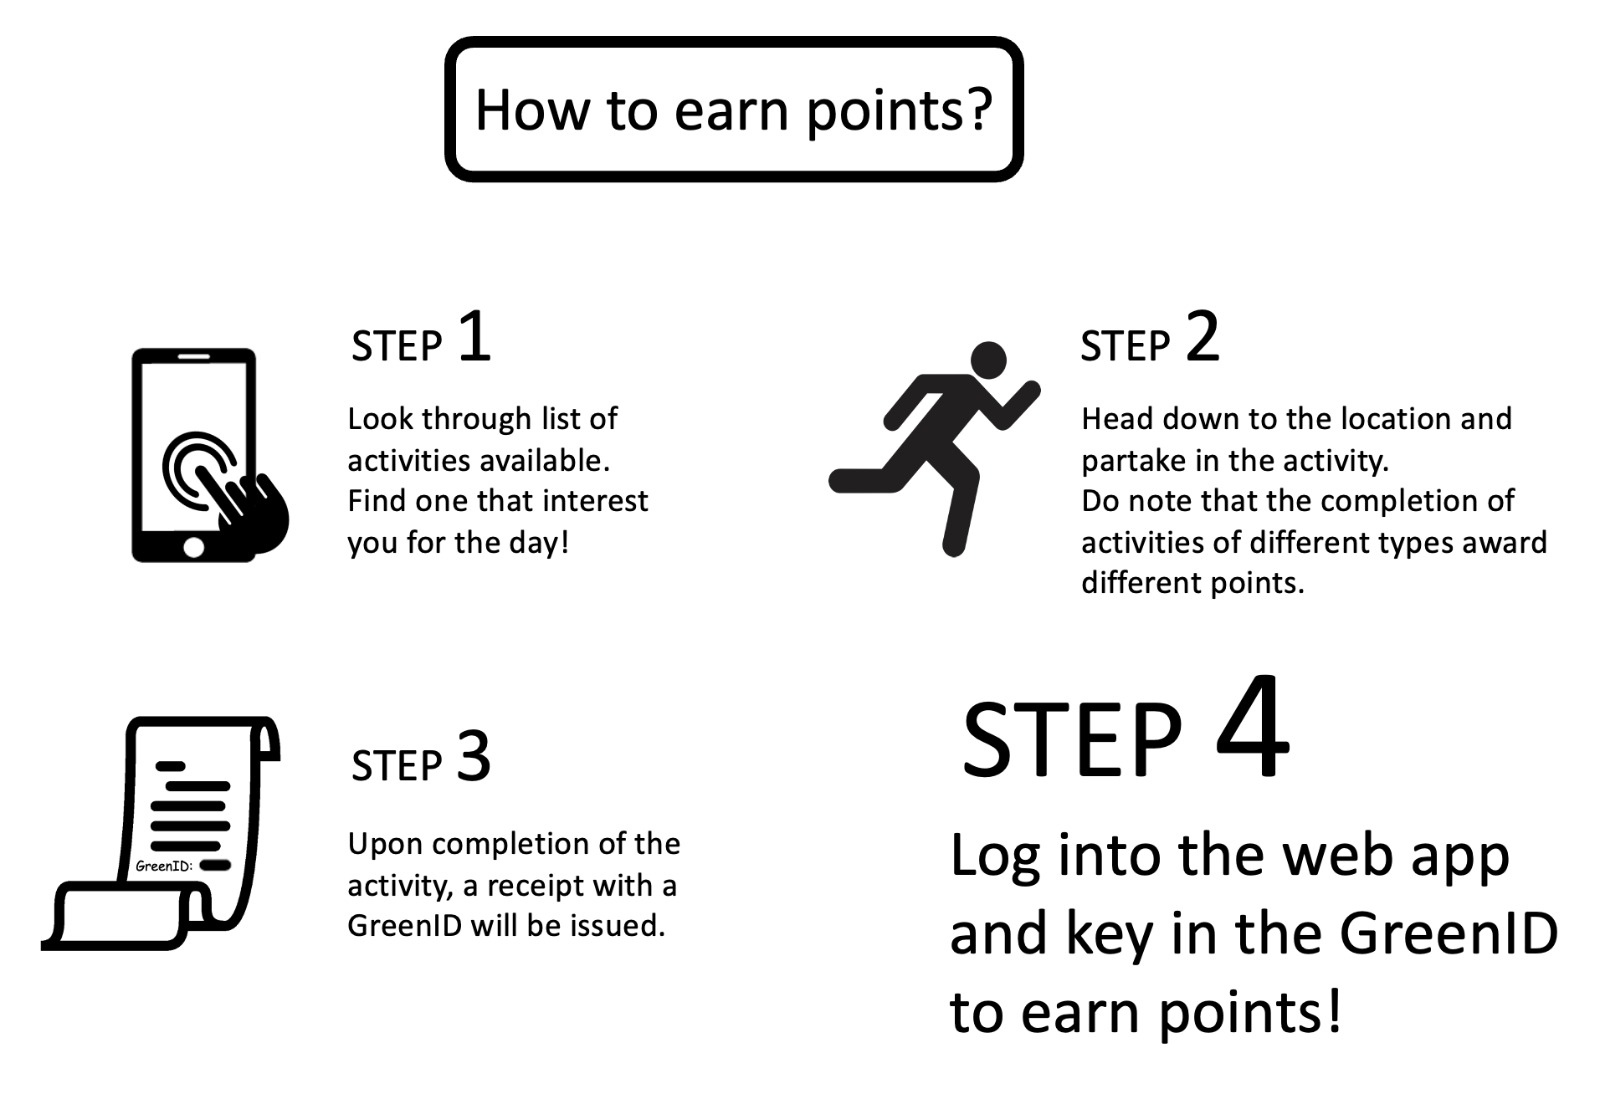 How to earn points?
STEP 1
Look through list of
activities available.
Find one that interest
you for the day!
STEP 2
Head down to the location and
partake in the activity.
Do note that the completion of
activities of different types award
different points.
GreenID:
STEP 3
Upon completion of the
activity, a receipt with a
GreenID will be issued.
STEP 4
Log into the web app
and key in the GreenID
to earn points!